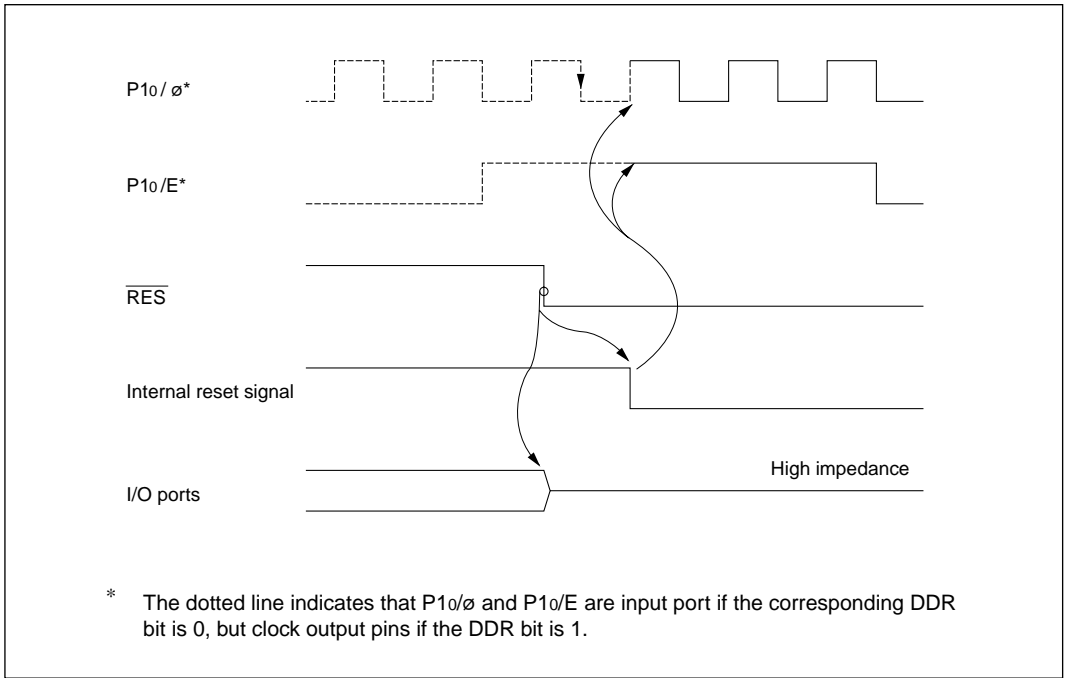 P10/ ø*
P10/E*
RES
Internal reset signal
I/O ports
High impedance
* The dotted line indicates that P10/ø and P10/E are input port if the corresponding DDR
bit is 0, but clock output pins if the DDR bit is 1.